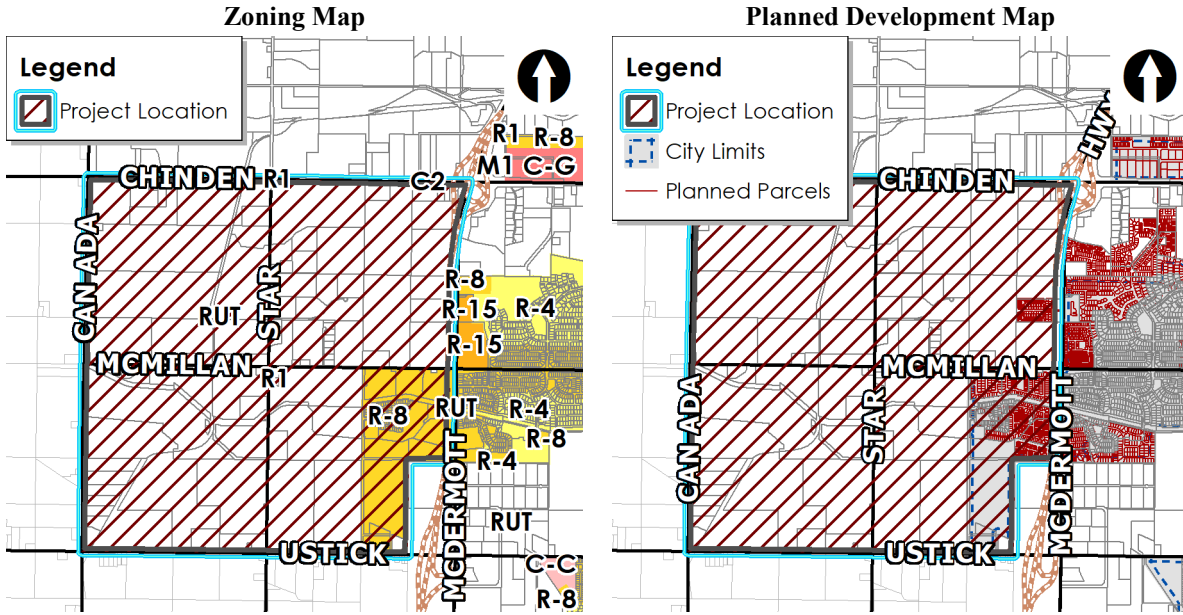 Zoning Map
Legend
Project Location
R1
R-8
M1
C-G
CHINDEN
R1
C-2
CAN ADA
STAR
R-8
R-15
R-4
RUT
R-15
MCMILLAN
R1
R-8
RUT
R-4
R-8
R-4
MCDERMOTT
RUT
USTICK
C-C
R-8
Planned Development Map
Legend
Project Location
City Limits
Planned Parcels
HWY
CHINDEN
MCMILLAN
CAN ADA
STAR
MCDERMOTT
USTICK